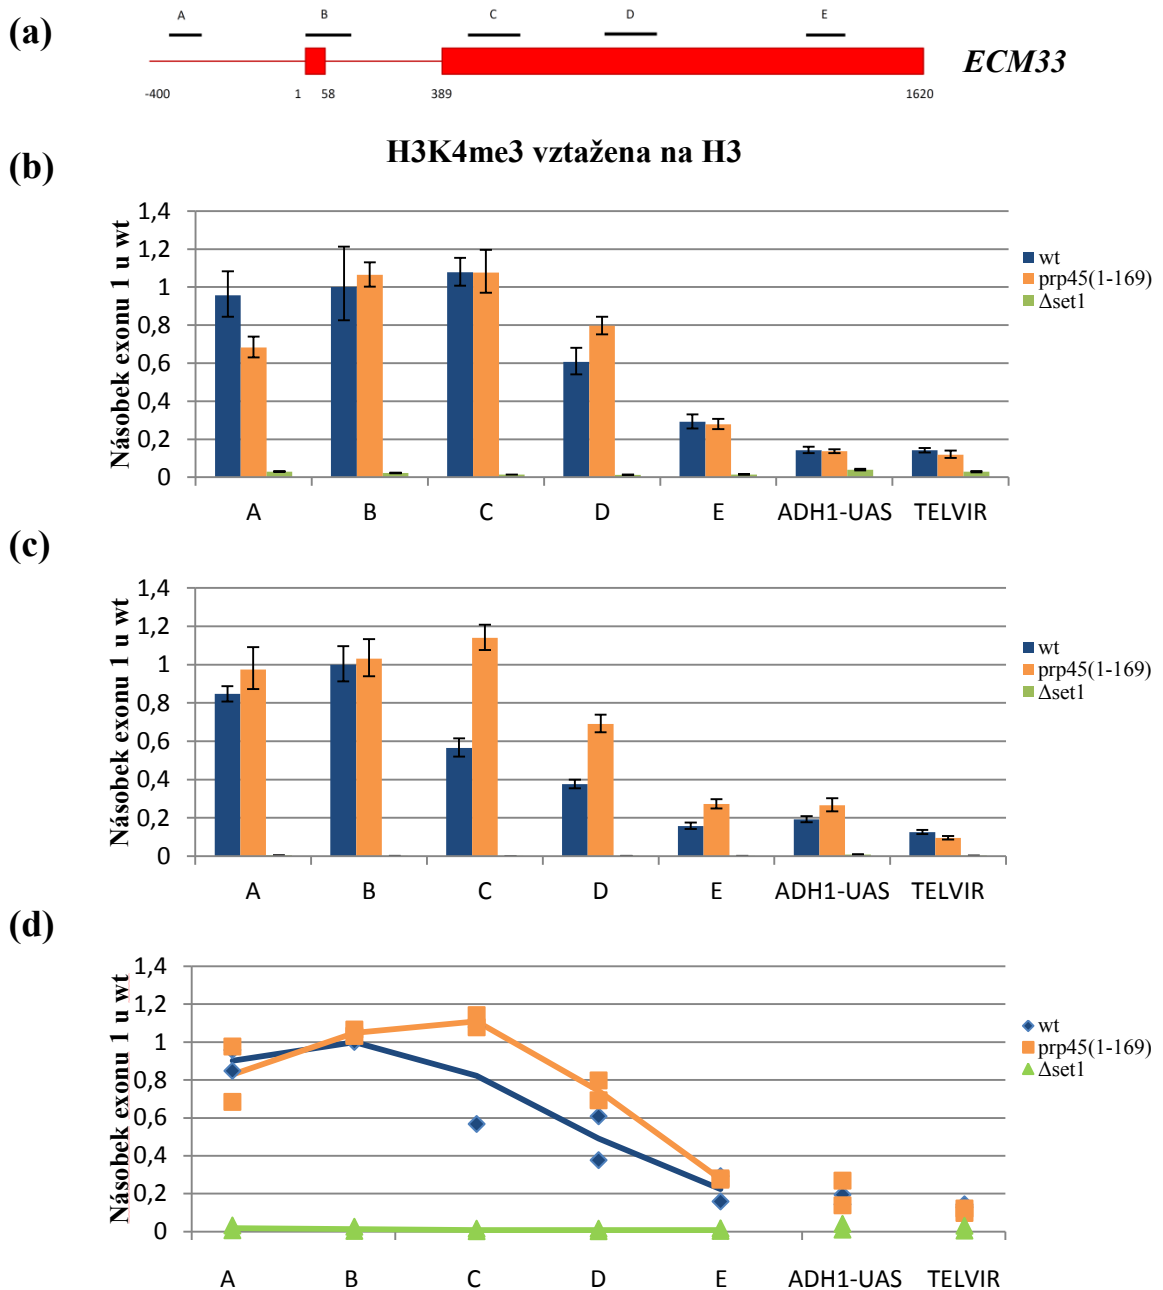 (a)
A B C D E
ECM33
-400 1 58 389 1620
(b)
H3K4me3 vztažena na H3
Násobek exonu 1 u wt
1,4
1,2
1
0,8
0,6
0,4
0,2
0
A B C D E ADH1-UAS TELVIR
wt
prp45(1-169)
Δset1
(c)
Násobek exonu 1 u wt
1,4
1,2
1
0,8
0,6
0,4
0,2
0
A B C D E ADH1-UAS TELVIR
wt
prp45(1-169)
Δset1
(d)
Násobek exonu 1 u wt
1,4
1,2
1
0,8
0,6
0,4
0,2
0
A B C D E ADH1-UAS TELVIR
wt
prp45(1-169)
Δset1